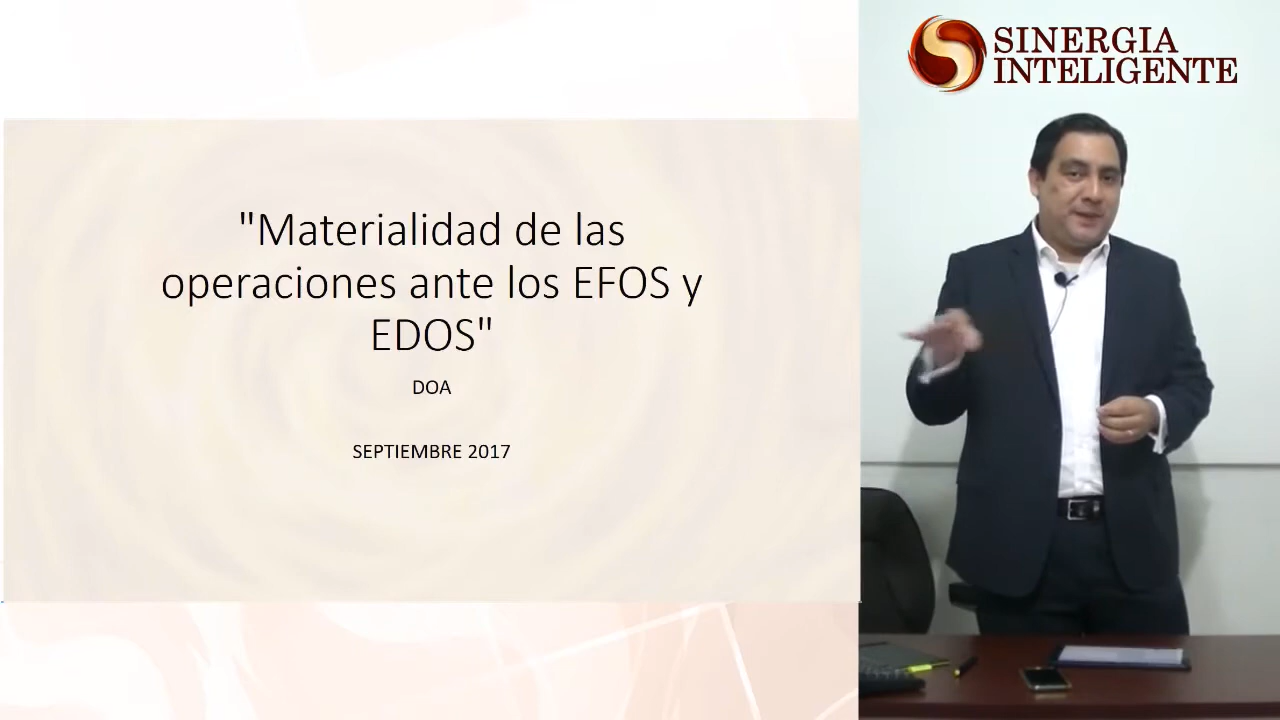 "Materialidad de las
operaciones ante los EFOS y
EDOS"
DOA
SEPTIEMBRE 2017
SINERGIA
INTELIGENTE